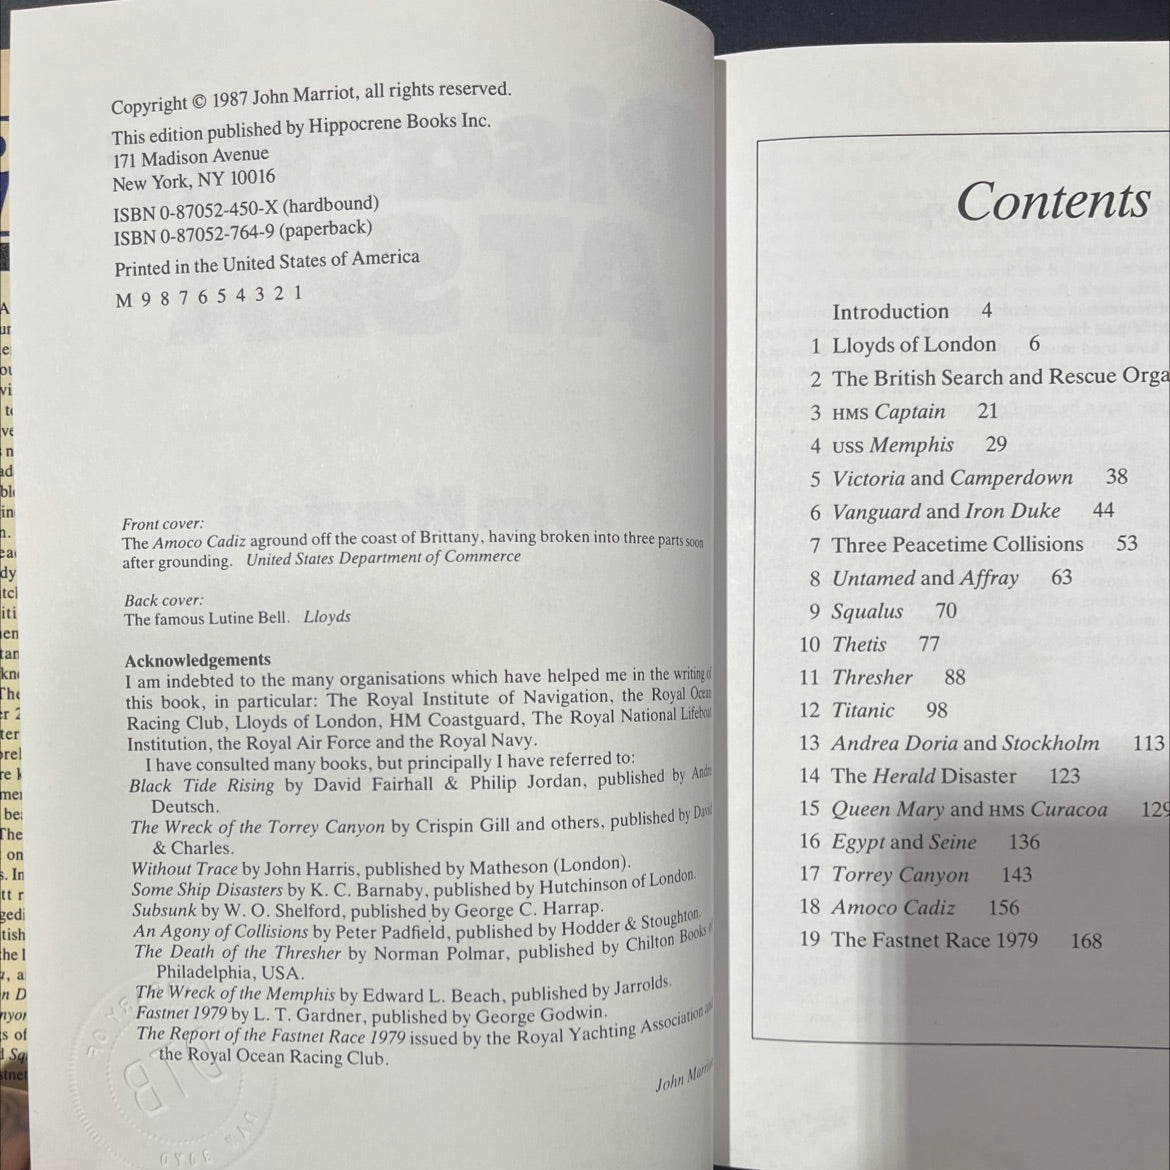 Copyright © 1987 John Marriot, all rights reserved.
This edition published by Hippocrene Books Inc.
171 Madison Avenue
New York, NY 10016
ISBN 0-87052-450-X (hardbound)
ISBN 0-87052-764-9 (paperback)
Printed in the United States of America
M 9 8 7 6 5 4 3 2 1
Front cover:
The Amoco Cadiz aground off the coast of Brittany, having broken into three parts soon
after grounding. United States Department of Commerce
Back cover:
The famous Lutine Bell. Lloyds
Acknowledgements
I am indebted to the many organisations which have helped me in the writing of
this book, in particular: The Royal Institute of Navigation, the Royal Ocean
Racing Club, Lloyds of London, HM Coastguard, The Royal National Lifeboat
Institution, the Royal Air Force and the Royal Navy.
I have consulted many books, but principally I have referred to:
Black Tide Rising by David Fairhall & Philip Jordan, published by Andre
Deutsch.
The Wreck of the Torrey Canyon by Crispin Gill and others, published by David
& Charles.
Without Trace by John Harris, published by Matheson (London).
Some Ship Disasters by K. C. Barnaby, published by Hutchinson of London.
Subsunk by W. O. Shelford, published by George C. Harrap.
An Agony of Collisions by Peter Padfield, published by Hodder & Stoughton.
The Death of the Thresher by Norman Polmar, published by Chilton Books of
Philadelphia, USA.
The Wreck of the Memphis by Edward L. Beach, published by Jarrolds.
Fastnet 1979 by L. T. Gardner, published by George Godwin.
The Report of the Fastnet Race 1979 issued by the Royal Yachting Association and
the Royal Ocean Racing Club.
John Marriot
Contents
Introduction 4
1 Lloyds of London 6
2 The British Search and Rescue Orga
3 HMS Captain 21
4 USS Memphis 29
5 Victoria and Camperdown 38
6 Vanguard and Iron Duke 44
7 Three Peacetime Collisions 53
8 Untamed and Affray 63
9 Squalus 70
10 Thetis 77
11 Thresher 88
12 Titanic 98
13 Andrea Doria and Stockholm 113
14 The Herald Disaster 123
15 Queen Mary and HMS Curacoa 129
16 Egypt and Seine 136
17 Torrey Canyon 143
18 Amoco Cadiz 156
19 The Fastnet Race 1979 168